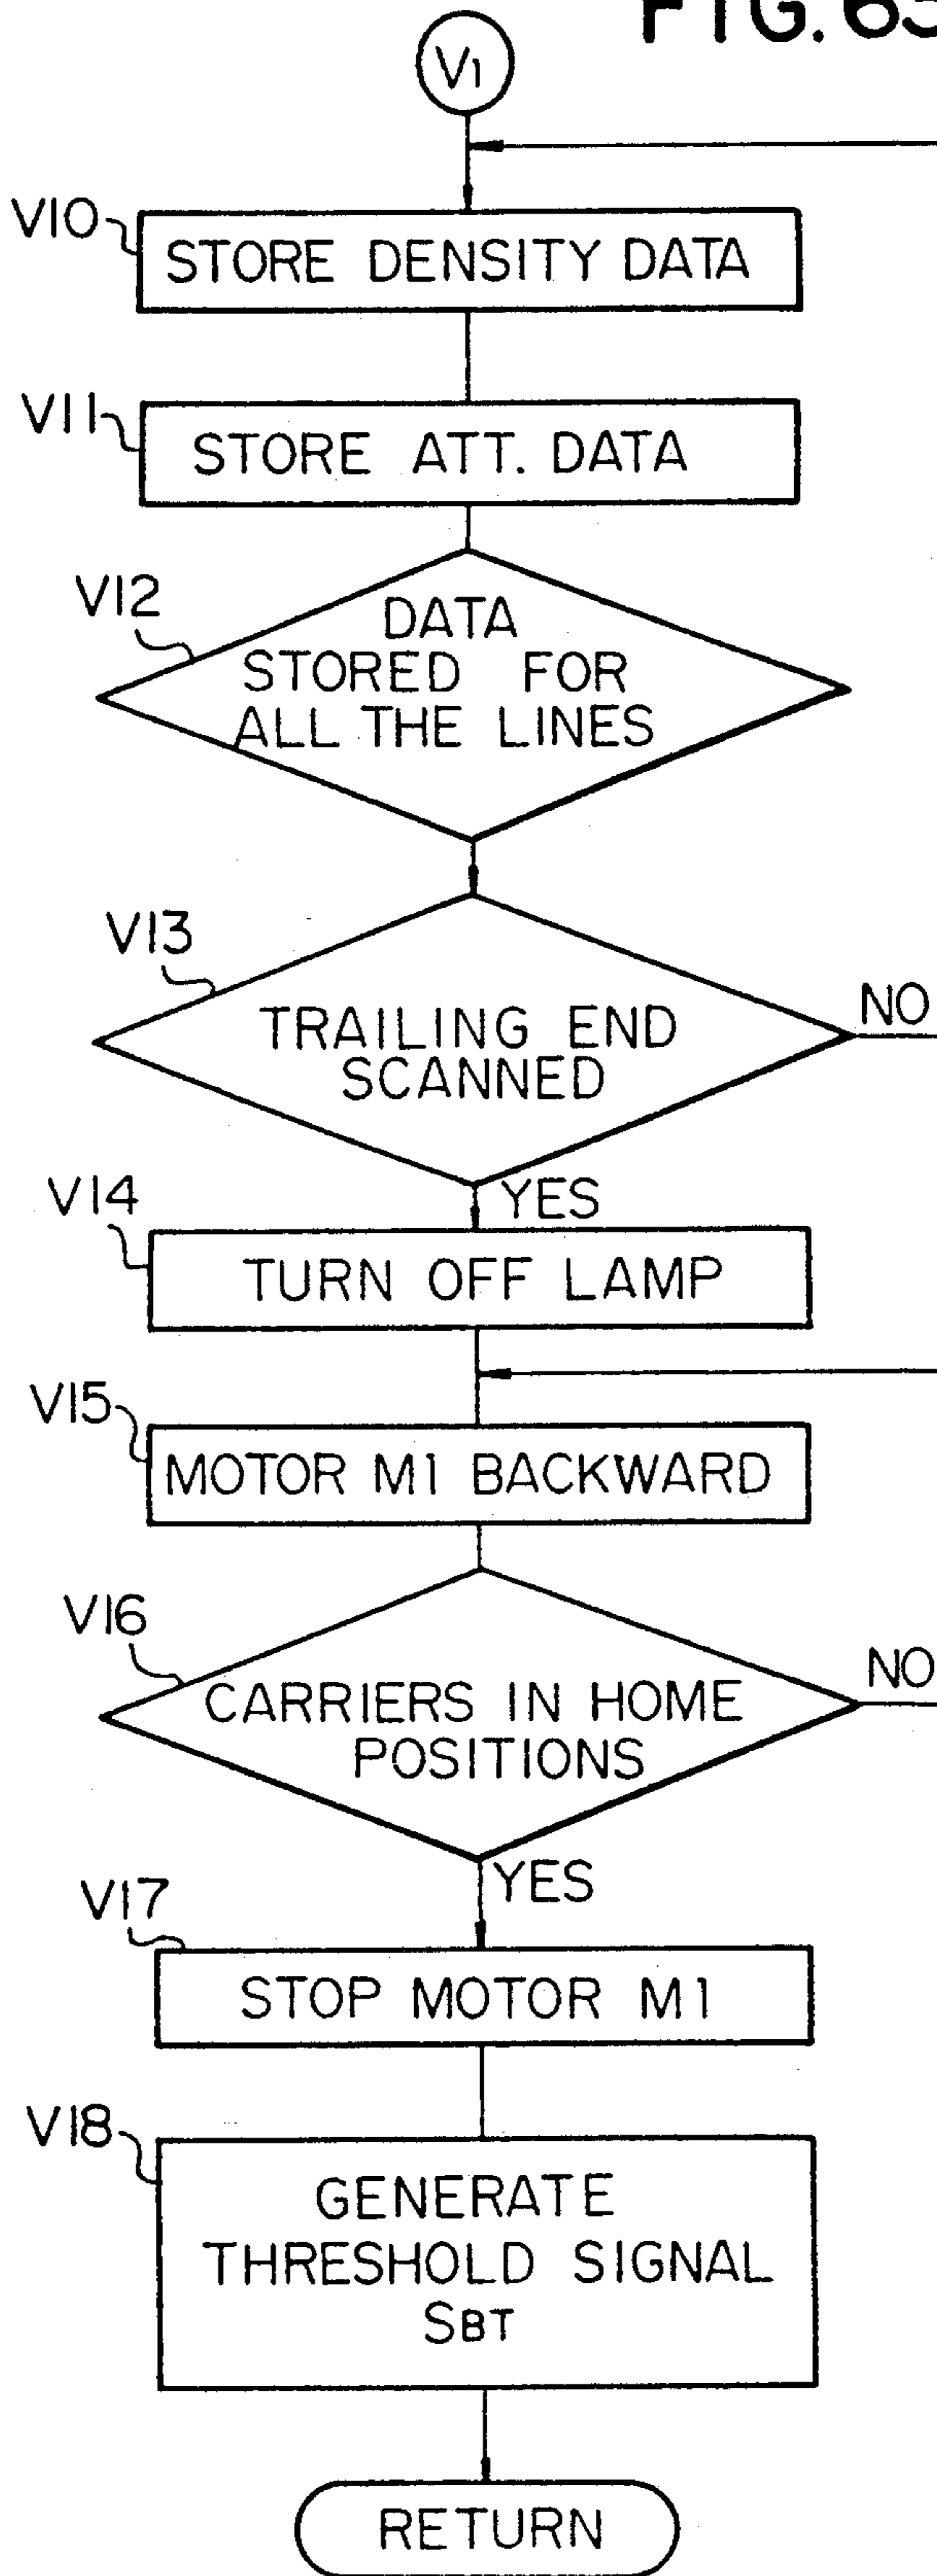 FIG. 65
V1
V10
STORE DENSITY DATA
V11
STORE ATT. DATA
V12
DATA
STORED FOR
ALL THE LINES
V13
TRAILING END
SCANNED
NO
YES
V14
TURN OFF LAMP
V15
MOTOR M1 BACKWARD
V16
CARRIERS IN HOME
POSITIONS
NO
YES
V17
STOP MOTOR M1
V18
GENERATE
THRESHOLD SIGNAL
SBT
RETURN